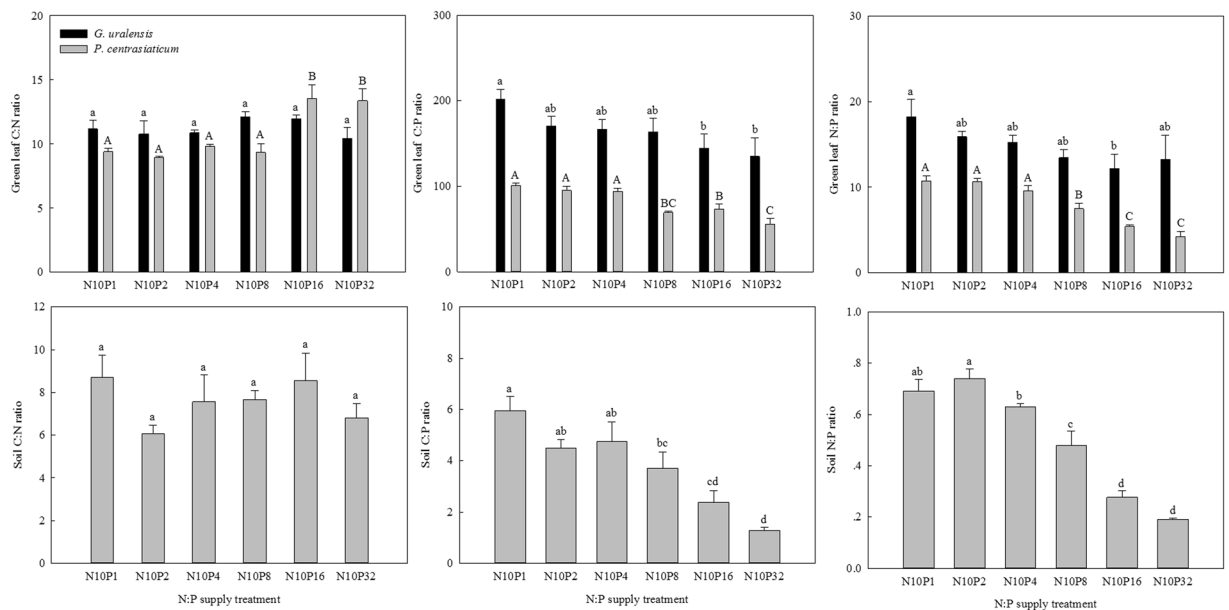 Green leaf C:N ratio
20
15
10
5
0
G. uralensis
P. centrasiaticum
a a a a a a
A A A A B B
N10P1 N10P2 N10P4 N10P8 N10P16 N10P32
Green leaf C:P ratio
300
200
100
0
a ab ab ab b b
A A A BC B C
N10P1 N10P2 N10P4 N10P8 N10P16 N10P32
Green leaf N:P ratio
30
20
10
0
a ab ab ab b ab
A A A B C C
N10P1 N10P2 N10P4 N10P8 N10P16 N10P32
Soil C:N ratio
12
10
8
6
4
2
0
a a a a a a
N10P1 N10P2 N10P4 N10P8 N10P16 N10P32
N:P supply treatment
Soil C:P ratio
10
8
6
4
2
0
a ab ab bc cd d
N10P1 N10P2 N10P4 N10P8 N10P16 N10P32
N:P supply treatment
Soil N:P ratio
1.0
.8
.6
.4
.2
0.0
ab a b c d d
N10P1 N10P2 N10P4 N10P8 N10P16 N10P32
N:P supply treatment